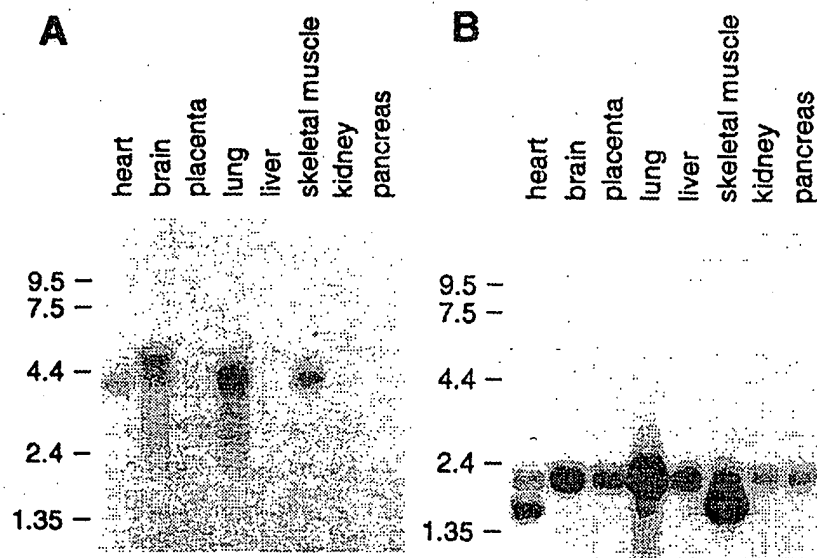 A
heart
brain
placenta
lung
liver
skeletal muscle
kidney
pancreas
9.5 –
7.5 –
4.4 –
2.4 –
1.35 –
B
heart
brain
placenta
lung
liver
skeletal muscle
kidney
pancreas
9.5 –
7.5 –
4.4 –
2.4 –
1.35 –